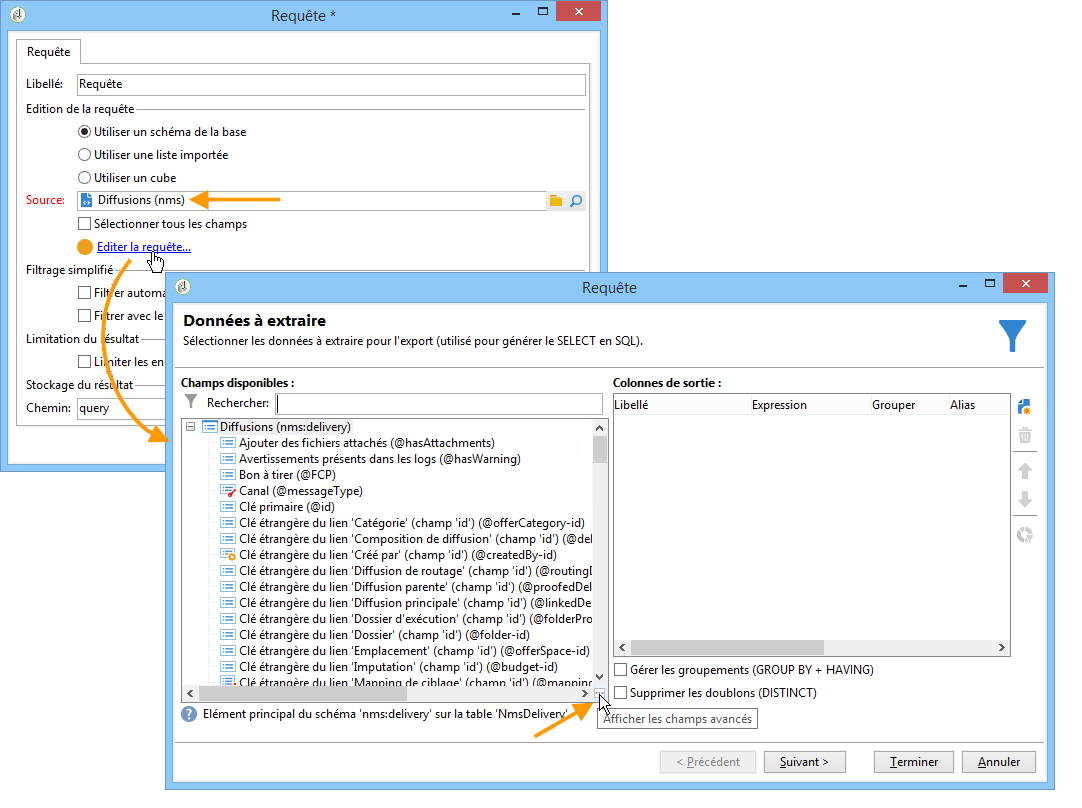 Requête *
Requête
Libellé: Requête
Edition de la requête
Utiliser un schéma de la base
Utiliser une liste importée
Utiliser un cube
Source: Diffusions (nms)
Sélectionner tous les champs
Editer la requête...
Filtrage simplifié
Filtrer automa
Filtrer avec le
Limitation du résultat
Limiter les en
Stockage du résultat
Chemin: query
Requête
Données à extraire
Sélectionner les données à extraire pour l'export (utilisé pour générer le SELECT en SQL).
Champs disponibles :
Rechercher:
Diffusions (nms:delivery)
Ajouter des fichiers attachés (@hasAttachments)
Avertissements présents dans les logs (@hasWarning)
Bon à tirer (@FCP)
Canal (@messageType)
Clé primaire (@id)
Clé étrangère du lien 'Catégorie' (champ 'id') (@offerCategory-id)
Clé étrangère du lien 'Composition de diffusion' (champ 'id') (@del
Clé étrangère du lien 'Créé par' (champ 'id') (@createdBy-id)
Clé étrangère du lien 'Diffusion de routage' (champ 'id') (@routingD
Clé étrangère du lien 'Diffusion parente' (champ 'id') (@proofedDel
Clé étrangère du lien 'Diffusion principale' (champ 'id') (@linkedDe
Clé étrangère du lien 'Dossier d'exécution' (champ 'id') (@folderPro
Clé étrangère du lien 'Dossier' (champ 'id') (@folder-id)
Clé étrangère du lien 'Emplacement' (champ 'id') (@offerSpace-id)
Clé étrangère du lien 'Imputation' (champ 'id') (@budget-id)
Clé étrangère du lien 'Mapping de ciblage' (champ 'id') (@mapping
Elément principal du schéma 'nms:delivery' sur la table 'NmsDelivery'
Colonnes de sortie :
Libellé Expression Grouper Alias
Gérer les groupements (GROUP BY + HAVING)
Supprimer les doublons (DISTINCT)
Afficher les champs avancés
< Précédent Suivant > Terminer Annuler